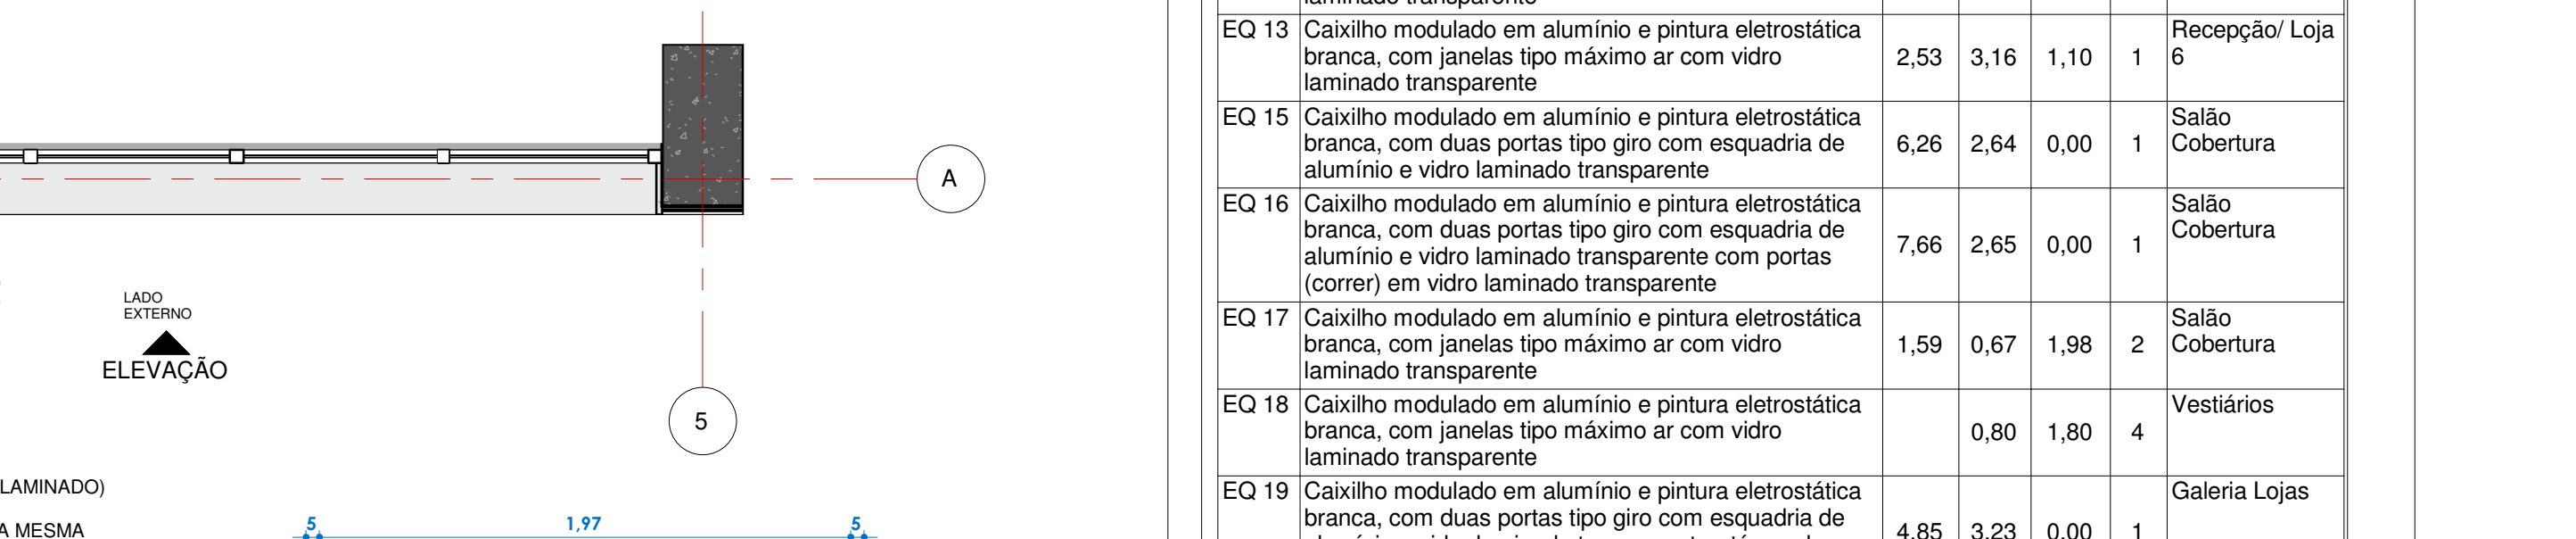 A
LADO
EXTERNO
ELEVAÇÃO
5
LAMINADO)
A MESMA
5 1,97 5
laminado transparente
EQ 13 Caixilho modulado em alumínio e pintura eletrostática
branca, com janelas tipo máximo ar com vidro
laminado transparente
2,53 3,16 1,10 1 Recepção/ Loja
6
EQ 15 Caixilho modulado em alumínio e pintura eletrostática
branca, com duas portas tipo giro com esquadria de
alumínio e vidro laminado transparente
6,26 2,64 0,00 1 Salão
Cobertura
EQ 16 Caixilho modulado em alumínio e pintura eletrostática
branca, com duas portas tipo giro com esquadria de
alumínio e vidro laminado transparente com portas
(correr) em vidro laminado transparente
7,66 2,65 0,00 1 Salão
Cobertura
EQ 17 Caixilho modulado em alumínio e pintura eletrostática
branca, com janelas tipo máximo ar com vidro
laminado transparente
1,59 0,67 1,98 2 Salão
Cobertura
EQ 18 Caixilho modulado em alumínio e pintura eletrostática
branca, com janelas tipo máximo ar com vidro
laminado transparente
0,80 1,80 4 Vestiários
EQ 19 Caixilho modulado em alumínio e pintura eletrostática
branca, com duas portas tipo giro com esquadria de
4,85 3,23 0,00 1 Galeria Lojas